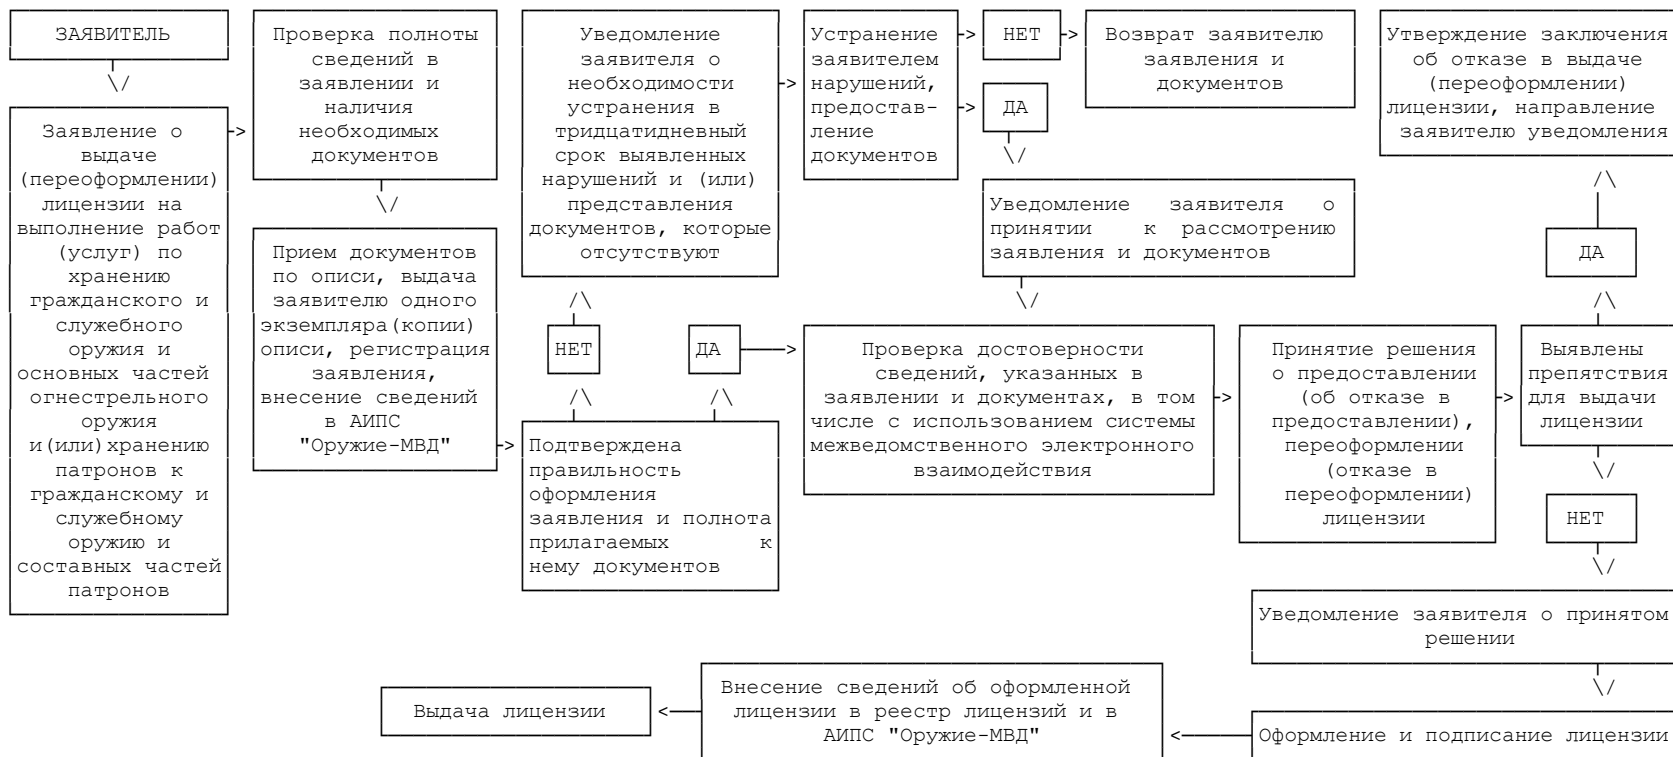 ЗАЯВИТЕЛЬ
Заявление о
выдаче
(переоформлении)
лицензии на
выполнение работ
(услуг) по
хранению
гражданского и
служебного
оружия и
основных частей
огнестрельного
оружия
и(или)хранению
патронов к
гражданскому и
служебному
оружию и
составных частей
патронов
Проверка полноты
сведений в
заявлении и
наличия
необходимых
документов
Прием документов
по описи, выдача
заявителю одного
экземпляра(копии)
описи, регистрация
заявления,
внесение сведений
в АИПС
"Оружие-МВД"
Уведомление
заявителя о
необходимости
устранения в
тридцатидневный
срок выявленных
нарушений и (или)
представления
документов, которые
отсутствуют
НЕТ
ДА
Подтверждена
правильность
оформления
заявления и полнота
прилагаемых к
нему документов
Устранение
заявителем
нарушений,
предостав-
ление
документов
НЕТ
ДА
Возврат заявителю
заявления и
документов
Уведомление заявителя о
принятии к рассмотрению
заявления и документов
Проверка достоверности
сведений, указанных в
заявлении и документах, в том
числе с использованием системы
межведомственного электронного
взаимодействия
Принятие решения
о предоставлении
(об отказе в
предоставлении),
переоформлении
(отказе в
переоформлении)
лицензии
Утверждение заключения
об отказе в выдаче
(переоформлении)
лицензии, направление
заявителю уведомления
ДА
Выявлены
препятствия
для выдачи
лицензии
НЕТ
Уведомление заявителя о принятом
решении
Оформление и подписание лицензии
Внесение сведений об оформленной
лицензии в реестр лицензий и в
АИПС "Оружие-МВД"
Выдача лицензии